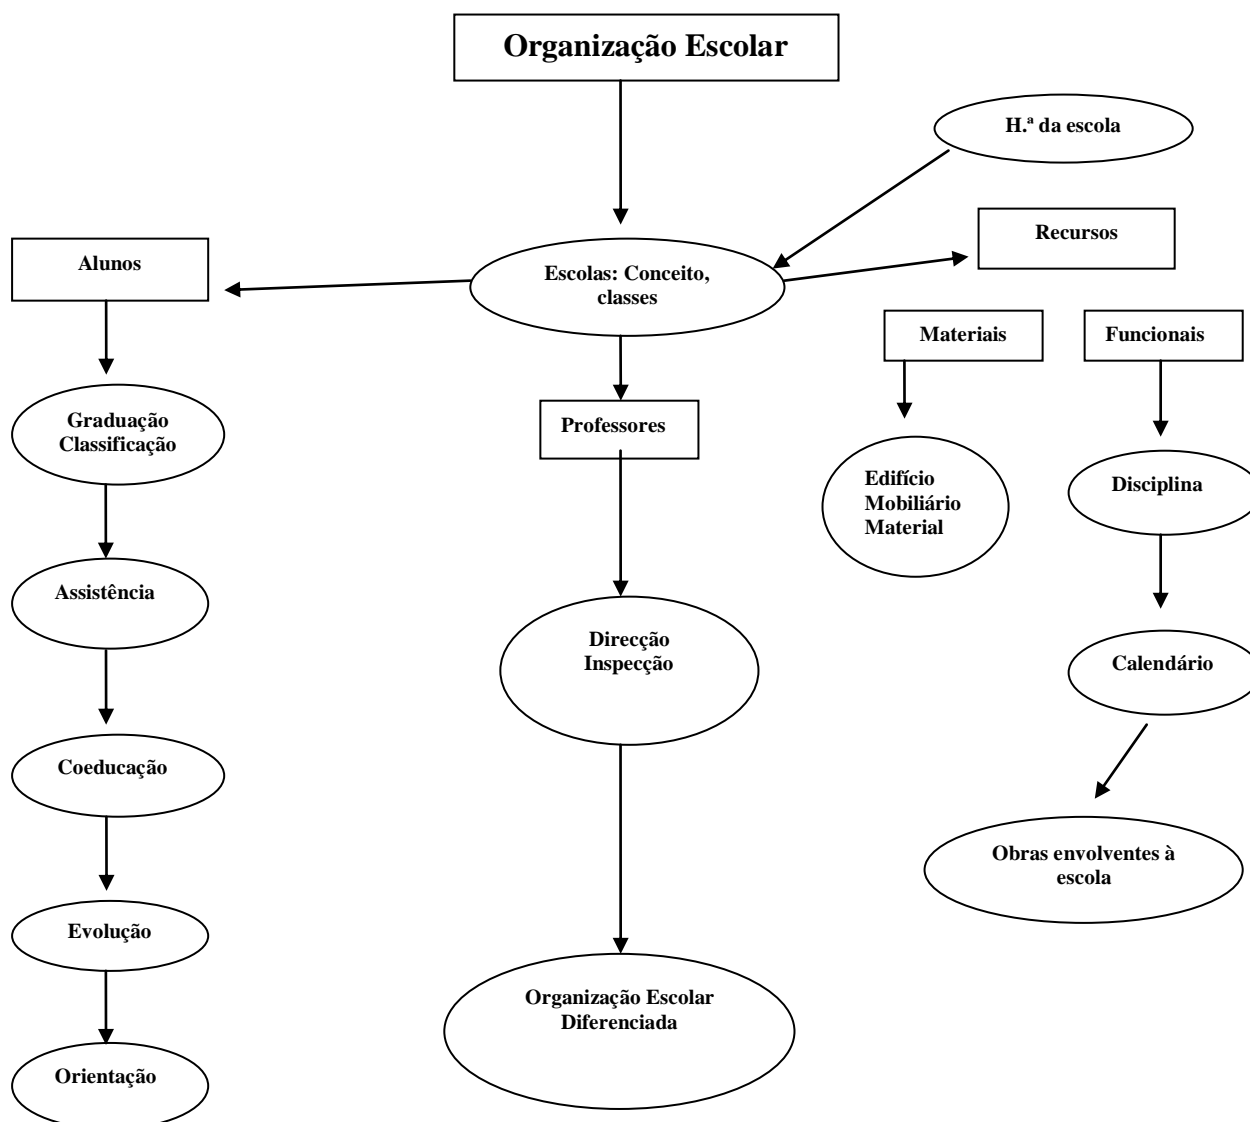 Organização Escolar
H.ª da escola
Recursos
Alunos
Escolas: Conceito,
classes
Materiais
Funcionais
Graduação
Classificação
Professores
Edifício
Mobiliário
Material
Disciplina
Assistência
Direcção
Inspecção
Calendário
Coeducação
Obras envolventes à
escola
Evolução
Organização Escolar
Diferenciada
Orientação